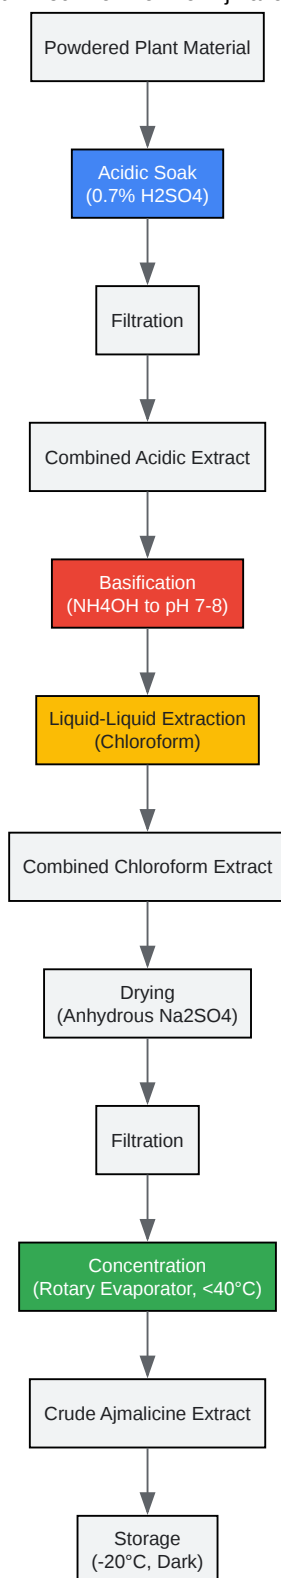 Powdered Plant Material
Acidic Soak
(0.7% H2SO4)
Filtration
Combined Acidic Extract
Basification
(NH4OH to pH 7-8)
Liquid-Liquid Extraction
(Chloroform)
Combined Chloroform Extract
Drying
(Anhydrous Na2SO4)
Filtration
Concentration
(Rotary Evaporator, <40°C)
Crude Ajmalicine Extract
Storage
(-20°C, Dark)